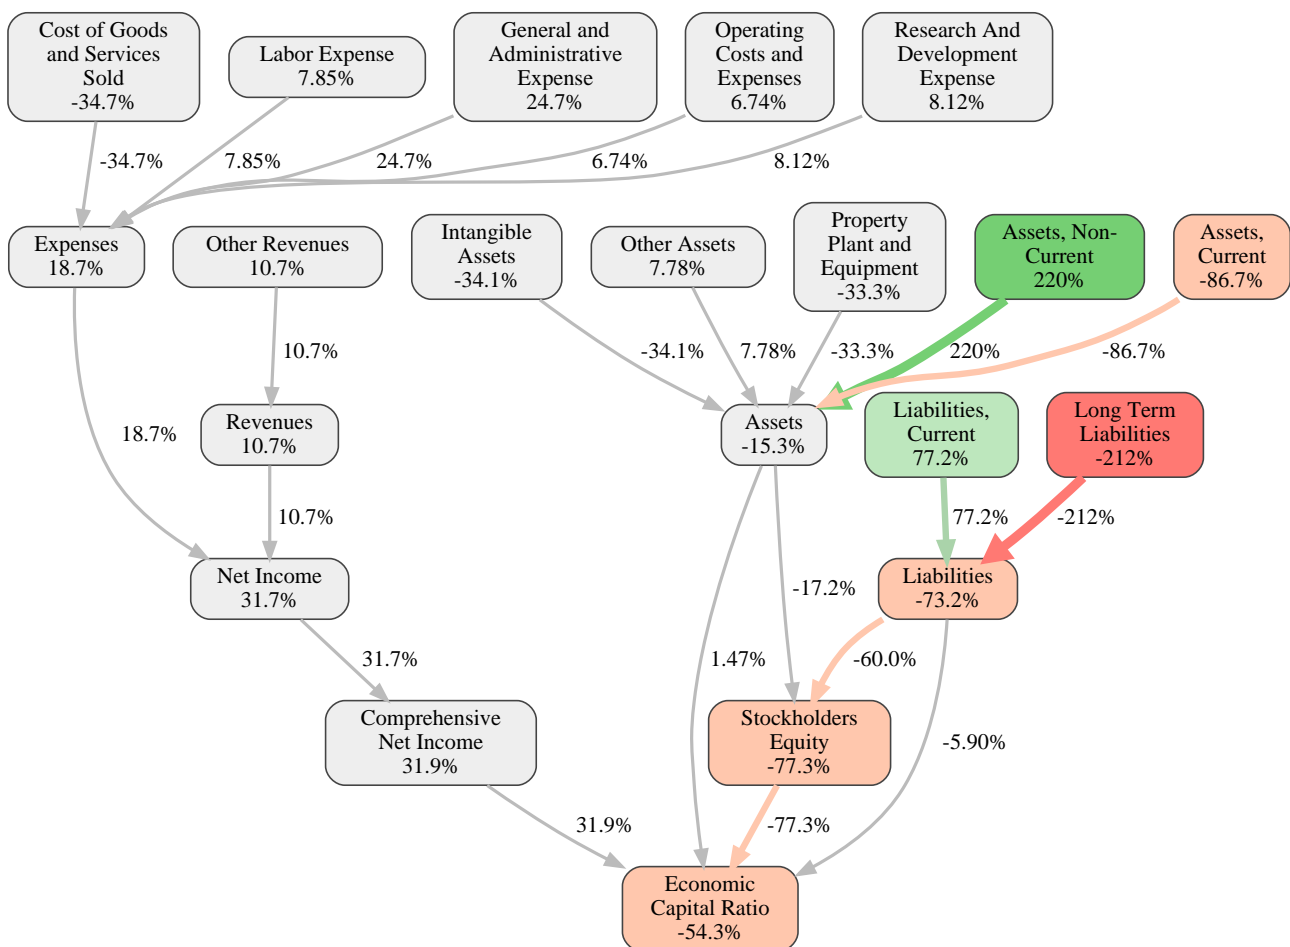 Cost of Goods
and Services
Sold
-34.7%
Labor Expense
7.85%
General and
Administrative
Expense
24.7%
Operating
Costs and
Expenses
6.74%
Research And
Development
Expense
8.12%
-34.7%
7.85%
24.7%
6.74%
8.12%
Expenses
18.7%
Other Revenues
10.7%
Intangible
Assets
-34.1%
Other Assets
7.78%
Property
Plant and
Equipment
-33.3%
Assets, Non-
Current
220%
Assets,
Current
-86.7%
10.7%
-34.1%
7.78%
-33.3%
220%
-86.7%
18.7%
Revenues
10.7%
Assets
-15.3%
Liabilities,
Current
77.2%
Long Term
Liabilities
-212%
10.7%
77.2%
-212%
Net Income
31.7%
-17.2%
Liabilities
-73.2%
31.7%
1.47%
-60.0%
Comprehensive
Net Income
31.9%
Stockholders
Equity
-77.3%
-5.90%
31.9%
-77.3%
Economic
Capital Ratio
-54.3%